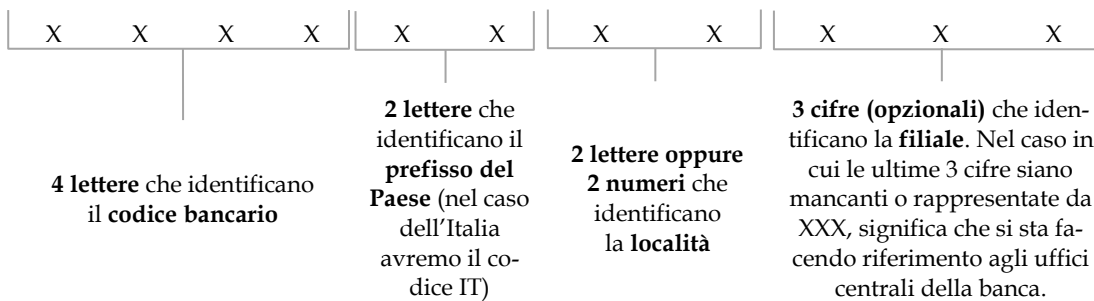 X X X X X X X X X X X
4 lettere che identificano
il codice bancario
2 lettere che
identificano il
prefisso del
Paese (nel caso
dell'Italia
avremo il co-
dice IT)
2 lettere oppure
2 numeri che
identificano
la località
3 cifre (opzionali) che iden-
tificano la filiale. Nel caso in
cui le ultime 3 cifre siano
mancanti o rappresentate da
XXX, significa che si sta fa-
cendo riferimento agli uffici
centrali della banca.